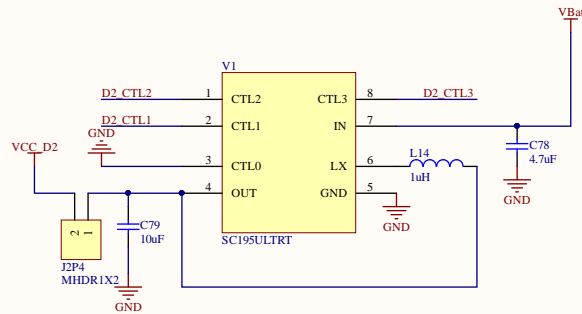 VBat
V1
D2_CTL2 1 CTL2 CTL3 8 D2_CTL3
D2_CTL1 2 CTL1 IN 7
GND
C78
4.7uF
VCC_D2
3 CTL0 LX 6 L14
1uH
4 OUT GND 5
GND
GND
C79
10uF
SC195ULTRT
2 1
J2P4
MHDR1X2
GND